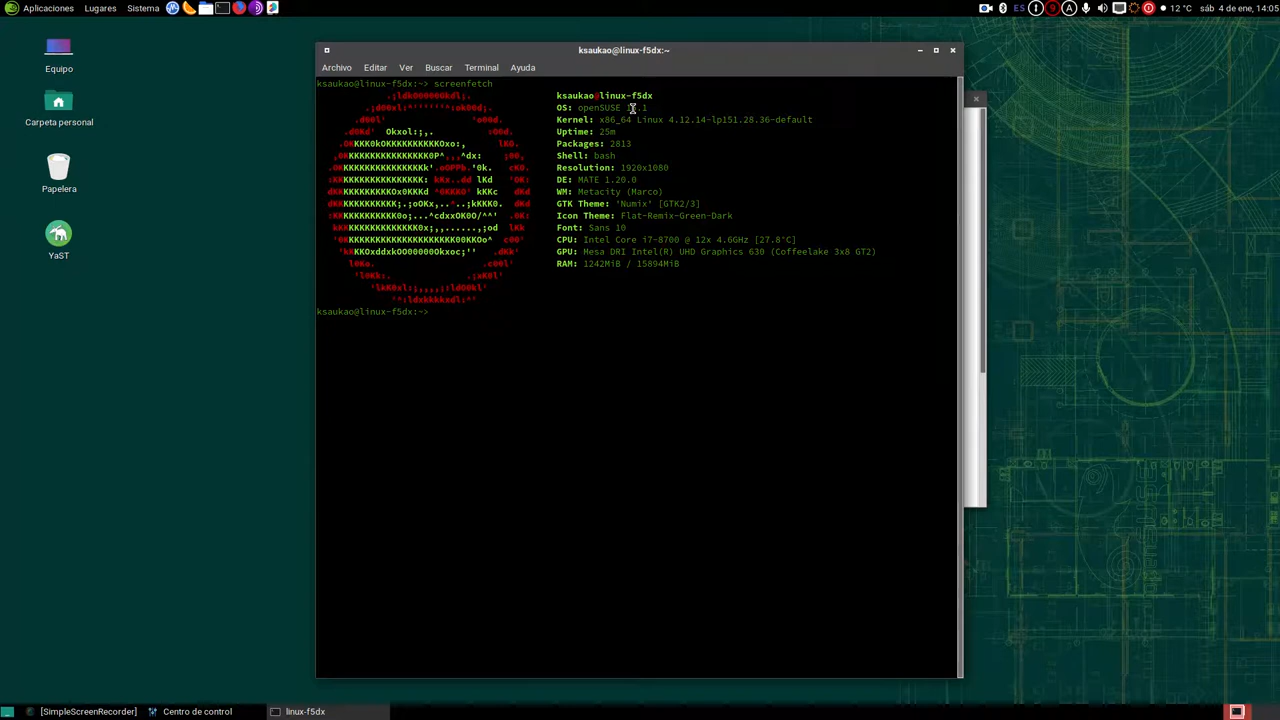 Aplicaciones Lugares Sistema ES 9 A 12 °C sáb 4 de ene, 14:05
ksaukao@linux-f5dx:~
Archivo Editar Ver Buscar Terminal Ayuda
ksaukao@linux-f5dx:~> screenfetch
ksaukao@linux-f5dx
OS: openSUSE
Kernel: x86_64 Linux 4.12.14-lp151.28.36-default
Uptime: 25m
Packages: 2813
Shell: bash
Resolution: 1920x1080
DE: MATE 1.20.0
WM: Metacity (Marco)
GTK Theme: 'Numix' [GTK2/3]
Icon Theme: Flat-Remix-Green-Dark
Font: Sans 10
CPU: Intel Core i7-8700 @ 12x 4.6GHz [27.8°C]
GPU: Mesa DRI Intel(R) UHD Graphics 630 (Coffeelake 3x8 GT2)
RAM: 1242MiB / 15894MiB
ksaukao@linux-f5dx:~>
Equipo
Carpeta personal
Papelera
YaST
[SimpleScreenRecorder] Centro de control linux-f5dx